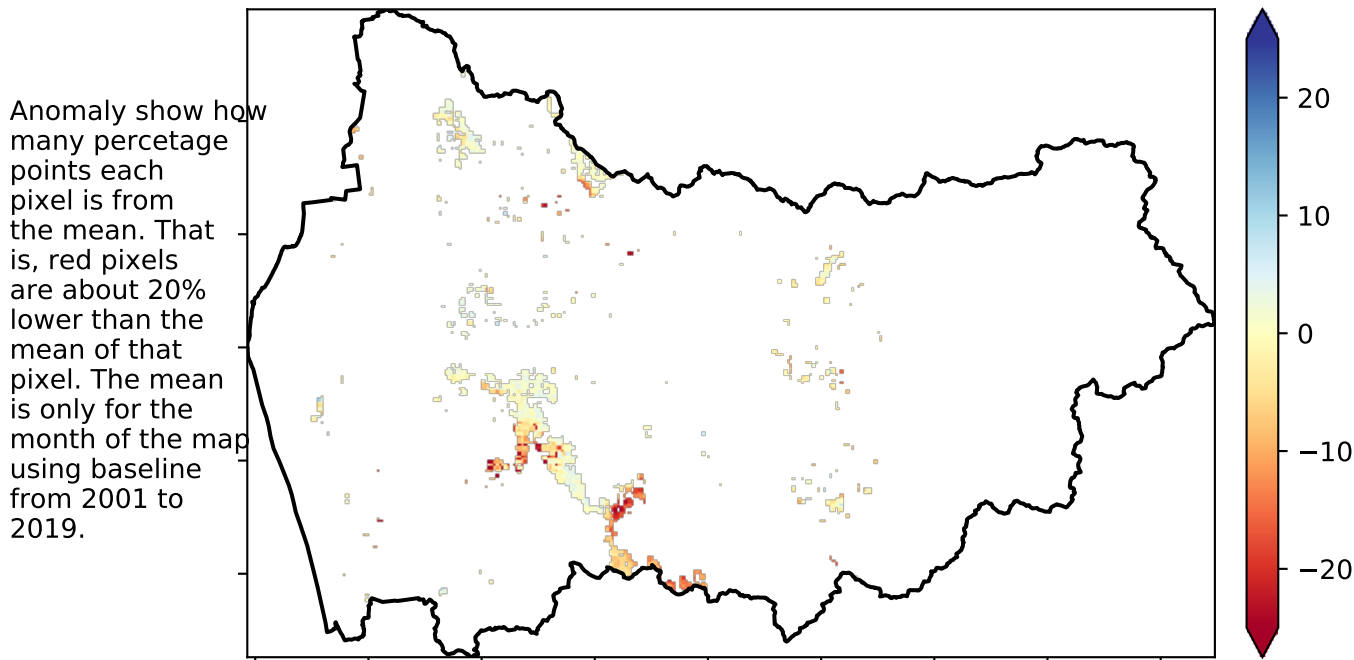 Anomaly show how
many percetage
points each
pixel is from
the mean. That
is, red pixels
are about 20%
lower than the
mean of that
pixel. The mean
is only for the
month of the map
using baseline
from 2001 to
2019.
20
10
0
−10
−20